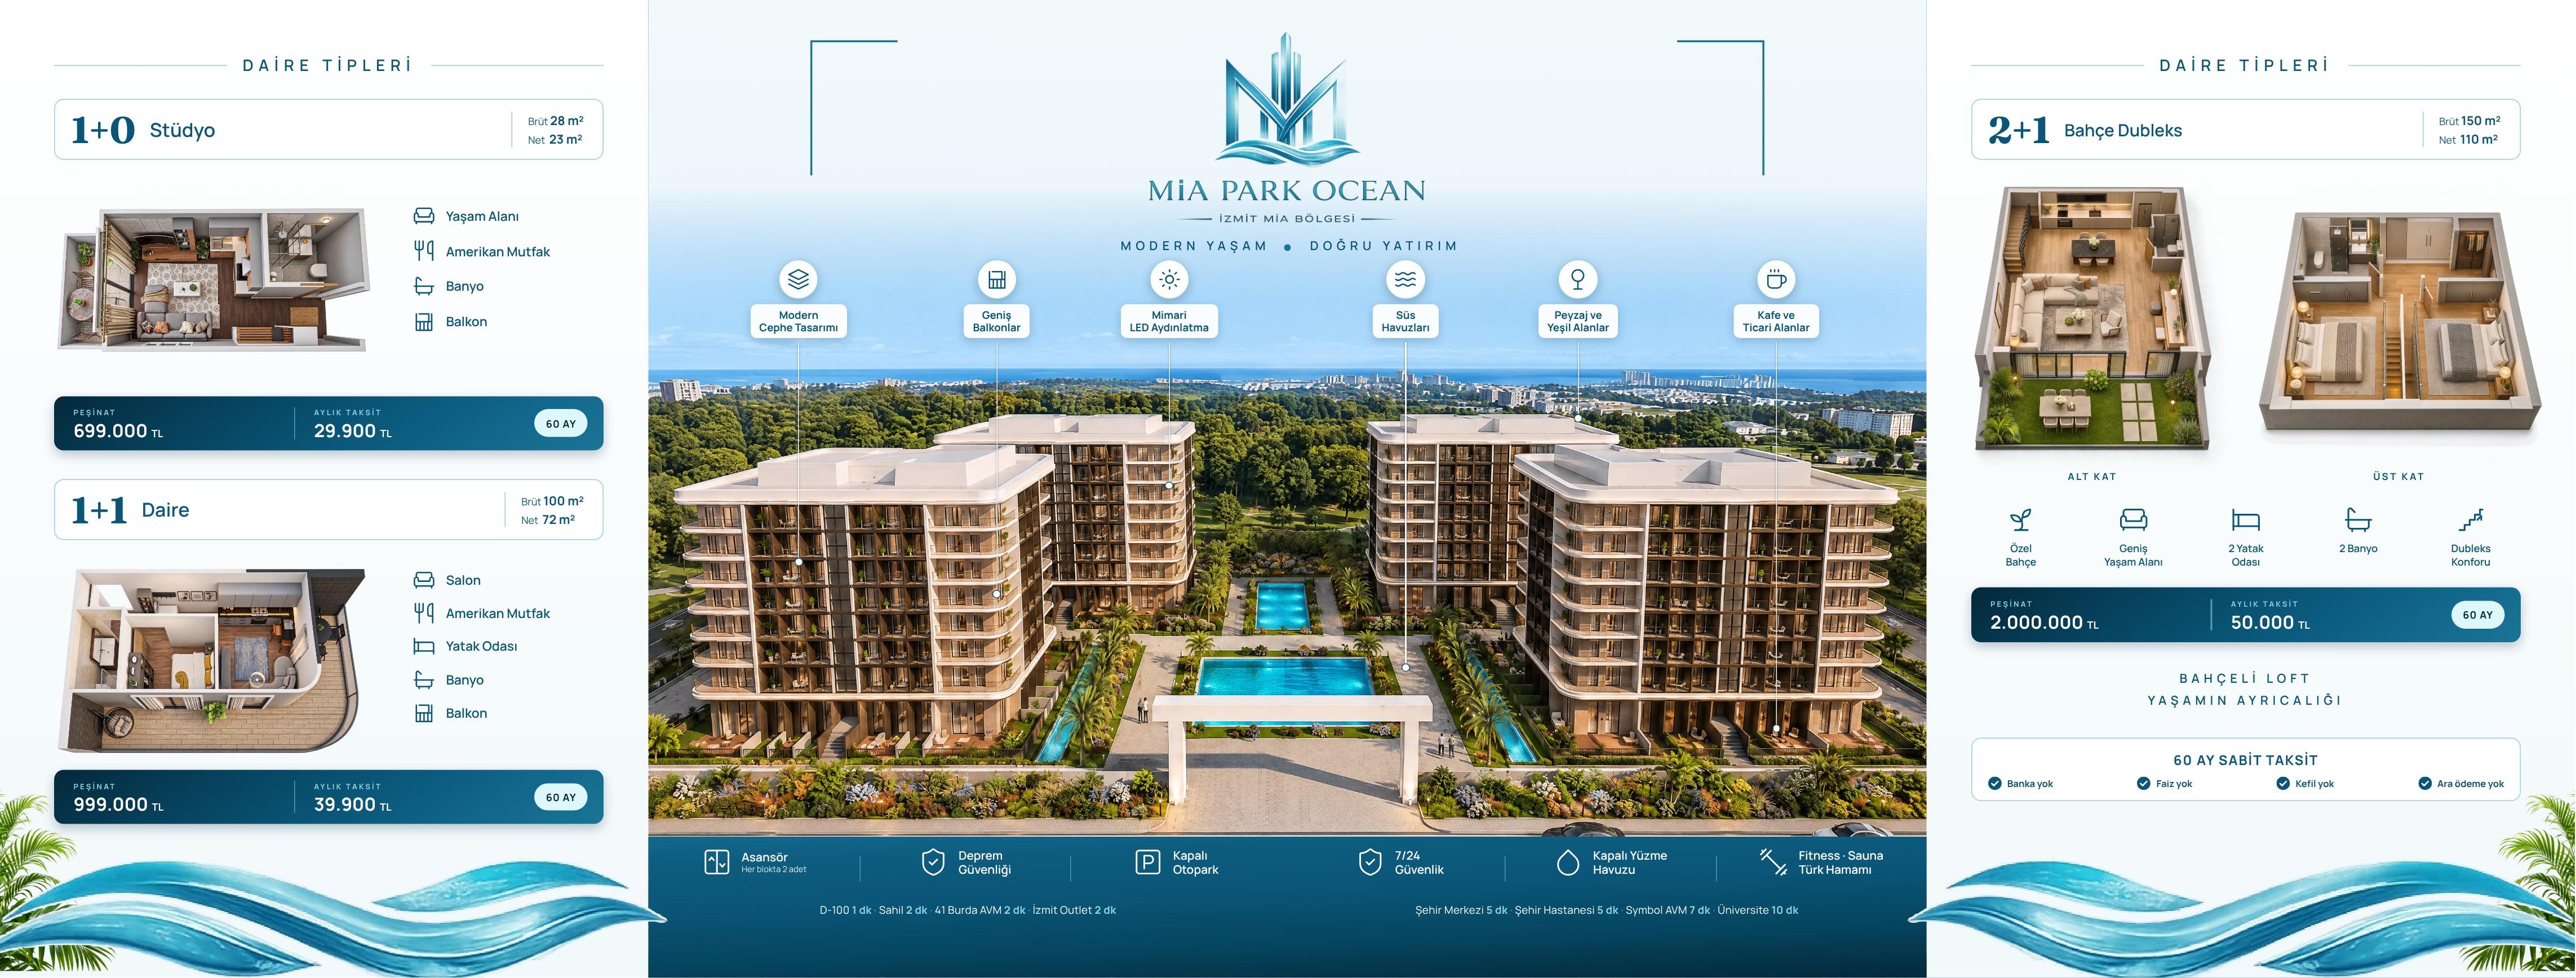 DAİRE TİPLERİ
1+0 Stüdyo
Brüt 28 m²
Net 23 m²
Yaşam Alanı
Amerikan Mutfak
Banyo
Balkon
PEŞİNAT
699.000 TL
AYLIK TAKSİT
29.900 TL
60 AY
1+1 Daire
Brüt 100 m²
Net 72 m²
Salon
Amerikan Mutfak
Yatak Odası
Banyo
Balkon
PEŞİNAT
999.000 TL
AYLIK TAKSİT
39.900 TL
60 AY
MiA PARK OCEAN
İZMİT MİA BÖLGESİ
MODERN YAŞAM ● DOĞRU YATIRIM
Modern
Cephe Tasarımı
Geniş
Balkonlar
Mimari
LED Aydınlatma
Süs
Havuzları
Peyzaj ve
Yeşil Alanlar
Kafe ve
Ticari Alanlar
Asansör
Her blokta 2 adet
Deprem
Güvenliği
P
Kapalı
Otopark
7/24
Güvenlik
Kapalı Yüzme
Havuzu
Fitness · Sauna
Türk Hamamı
D-100 1 dk · Sahil 2 dk · 41 Burda AVM 2 dk · İzmit Outlet 2 dk
Şehir Merkezi 5 dk · Şehir Hastanesi 5 dk · Symbol AVM 7 dk · Üniversite 10 dk
DAİRE TİPLERİ
2+1 Bahçe Dubleks
Brüt 150 m²
Net 110 m²
ALT KAT
ÜST KAT
Özel
Bahçe
Geniş
Yaşam Alanı
2 Yatak
Odası
2 Banyo
Dubleks
Konforu
PEŞİNAT
2.000.000 TL
AYLIK TAKSİT
50.000 TL
60 AY
BAHÇELİ LOFT
YAŞAMIN AYRICALIĞI
60 AY SABİT TAKSİT
Banka yok
Faiz yok
Kefil yok
Ara ödeme yok